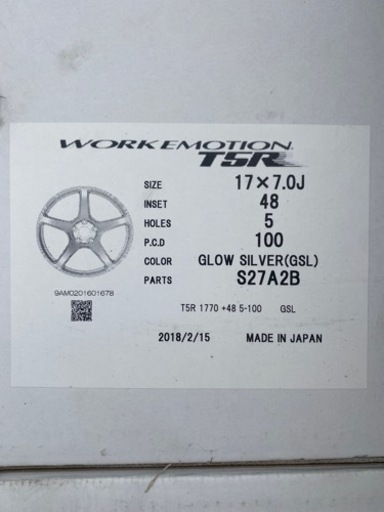 WORK EMOTION
T5R
SIZE 17×7.0J
INSET 48
HOLES 5
P.C.D 100
COLOR GLOW SILVER(GSL)
PARTS S27A2B
9AM0201601678
T5R 1770 +48 5-100 GSL
2018/2/15 MADE IN JAPAN